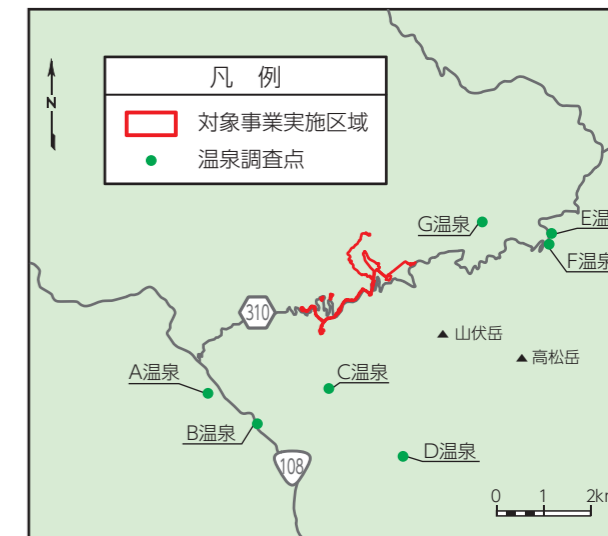 凡 例
対象事業実施区域
温泉調査点
N
G温泉
E温
F温泉
310
山伏岳
高松岳
A温泉
C温泉
B温泉
D温泉
108
0 1 2km